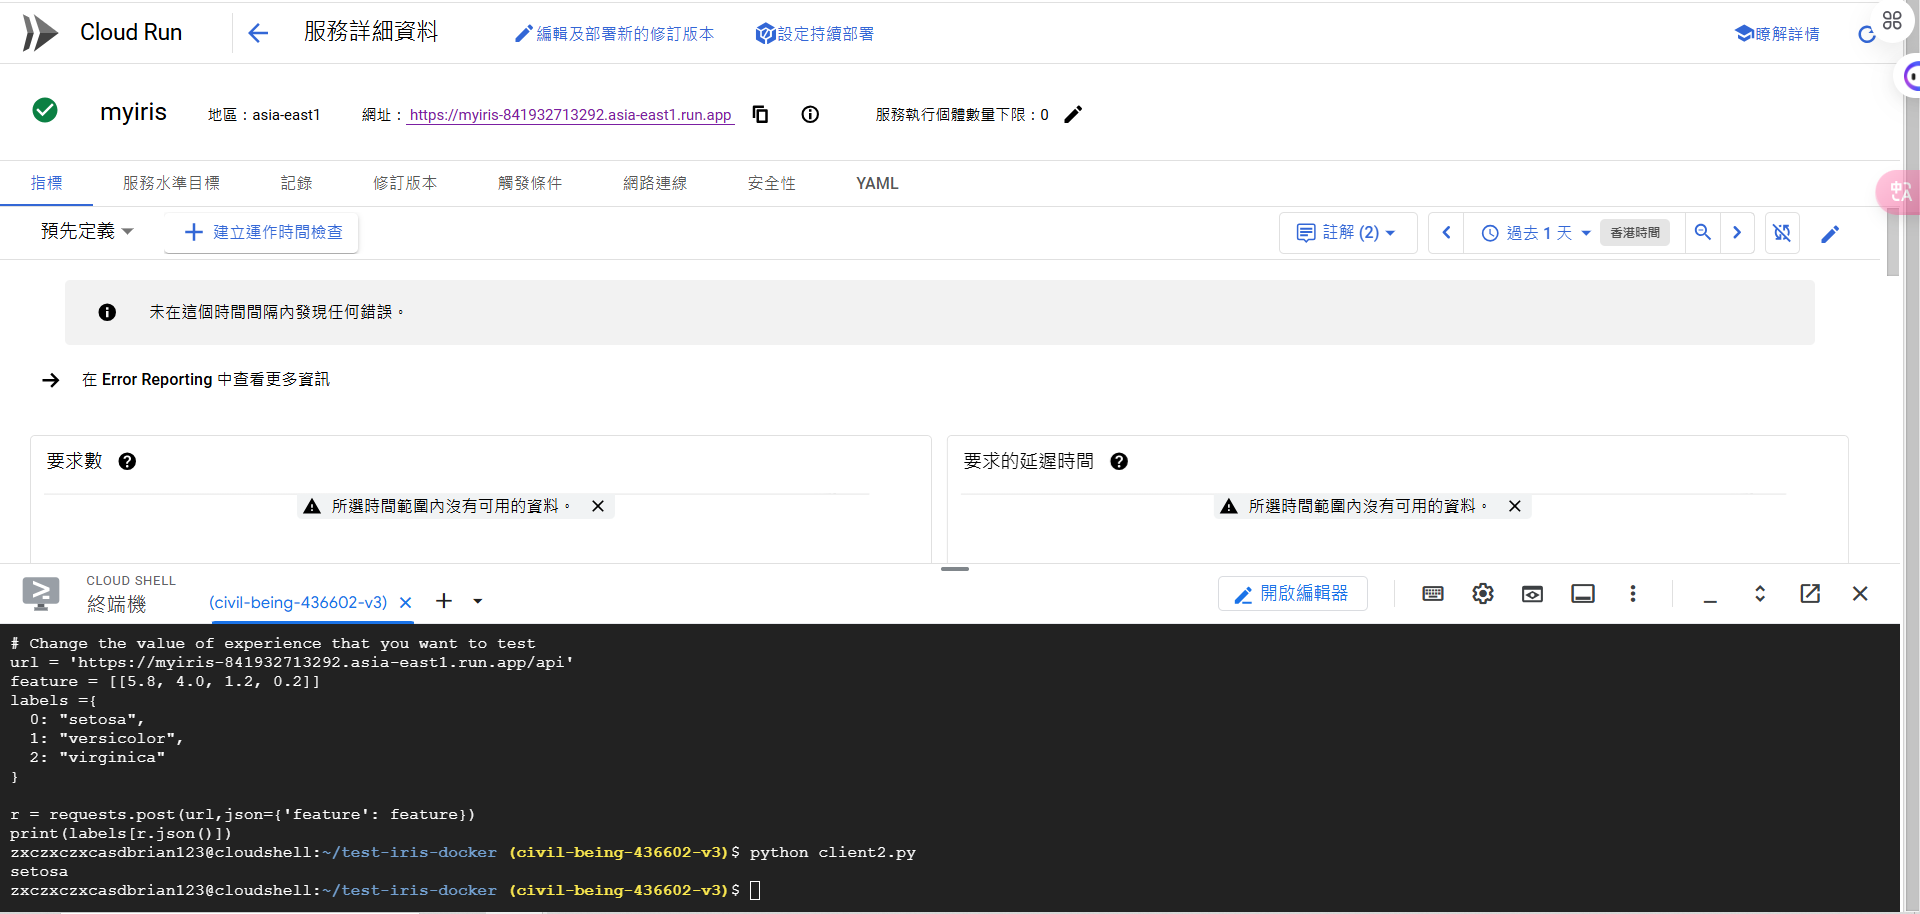 Cloud Run
服務詳細資料
編輯及部署新的修訂版本
設定持續部署
瞭解詳情
myiris
地區：asia-east1
網址：https://myiris-841932713292.asia-east1.run.app
服務執行個體數量下限：0
指標
服務水準目標
記錄
修訂版本
觸發條件
網路連線
安全性
YAML
預先定義
建立運作時間檢查
註解 (2)
過去 1 天
香港時間
未在這個時間間隔內發現任何錯誤。
在 Error Reporting 中查看更多資訊
要求數
所選時間範圍內沒有可用的資料。
要求的延遲時間
所選時間範圍內沒有可用的資料。
CLOUD SHELL
終端機
(civil-being-436602-v3)
開啟編輯器
# Change the value of experience that you want to test
url = 'https://myiris-841932713292.asia-east1.run.app/api'
feature = [[5.8, 4.0, 1.2, 0.2]]
labels ={
  0: "setosa",
  1: "versicolor",
  2: "virginica"
}
r = requests.post(url,json={'feature': feature})
print(labels[r.json()])
zxczxczxcasdbrian123@cloudshell:~/test-iris-docker (civil-being-436602-v3)$ python client2.py
setosa
zxczxczxcasdbrian123@cloudshell:~/test-iris-docker (civil-being-436602-v3)$